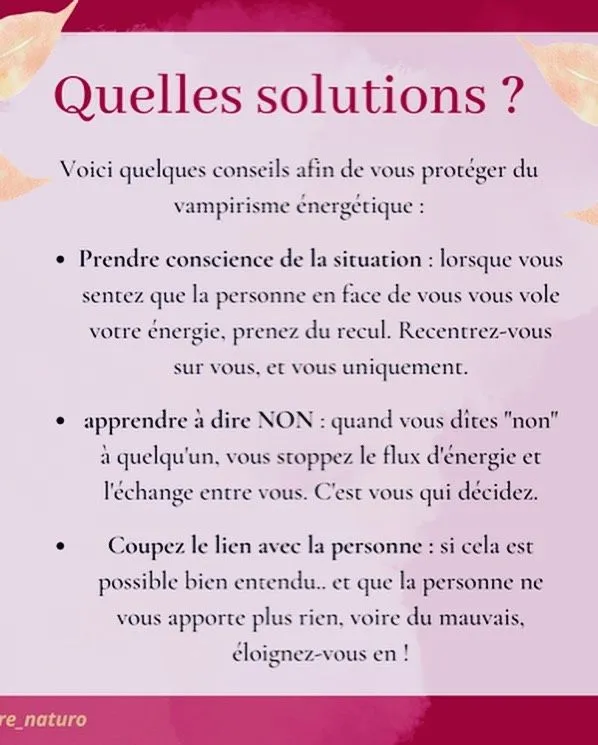 Quelles solutions ?
Voici quelques conseils afin de vous protéger du
vampirisme énergétique :
• Prendre conscience de la situation : lorsque vous
sentez que la personne en face de vous vous vole
votre énergie, prenez du recul. Recentrez-vous
sur vous, et vous uniquement.
• apprendre à dire NON : quand vous dîtes "non"
à quelqu'un, vous stoppez le flux d'énergie et
l'échange entre vous. C'est vous qui décidez.
• Coupez le lien avec la personne : si cela est
possible bien entendu.. et que la personne ne
vous apporte plus rien, voire du mauvais,
éloignez-vous en !
re_naturo